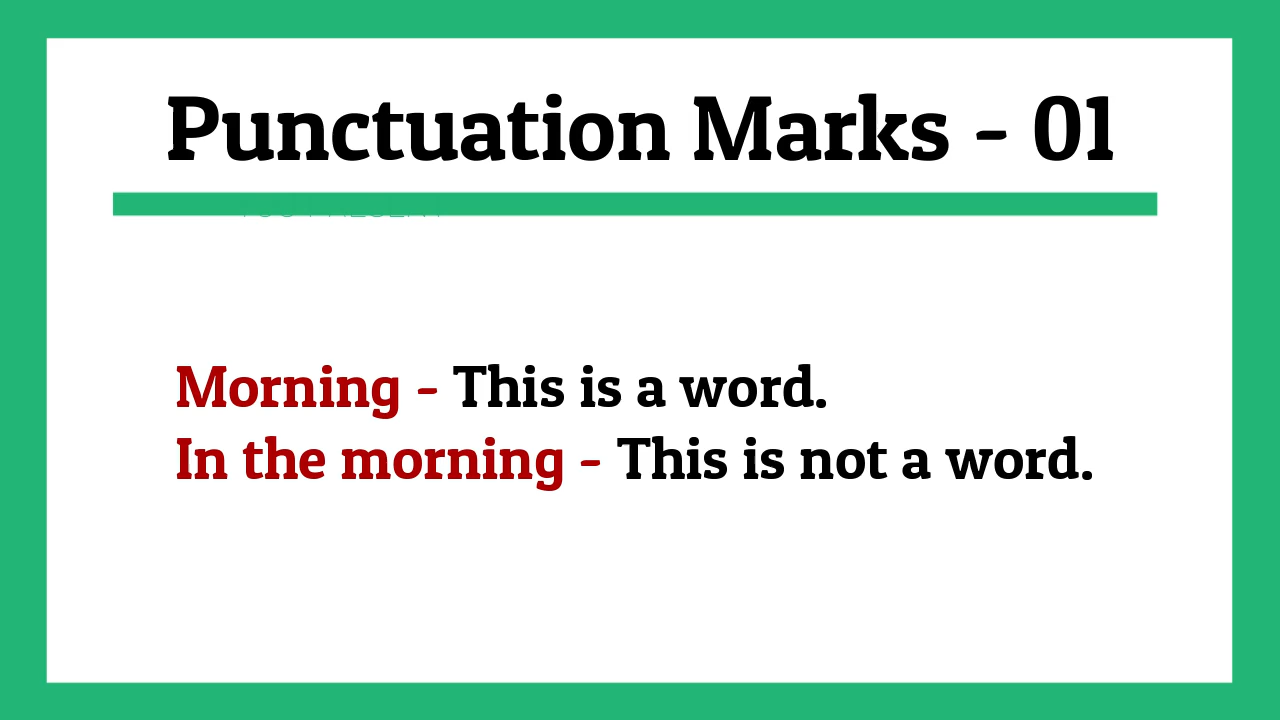 Punctuation Marks - 01
Morning - This is a word.
In the morning - This is not a word.